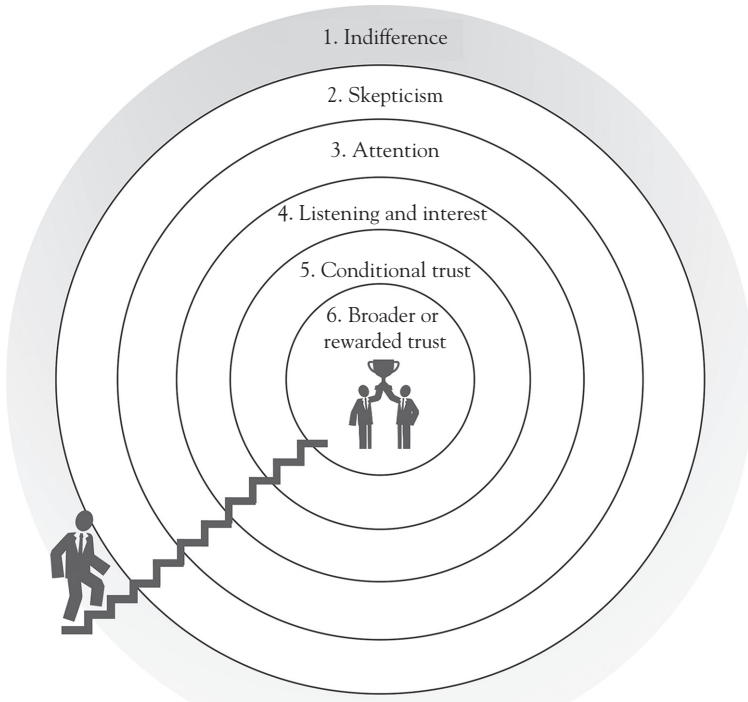 1. Indifference
2. Skepticism
3. Attention
4. Listening and interest
5. Conditional trust
6. Broader or
rewarded trust